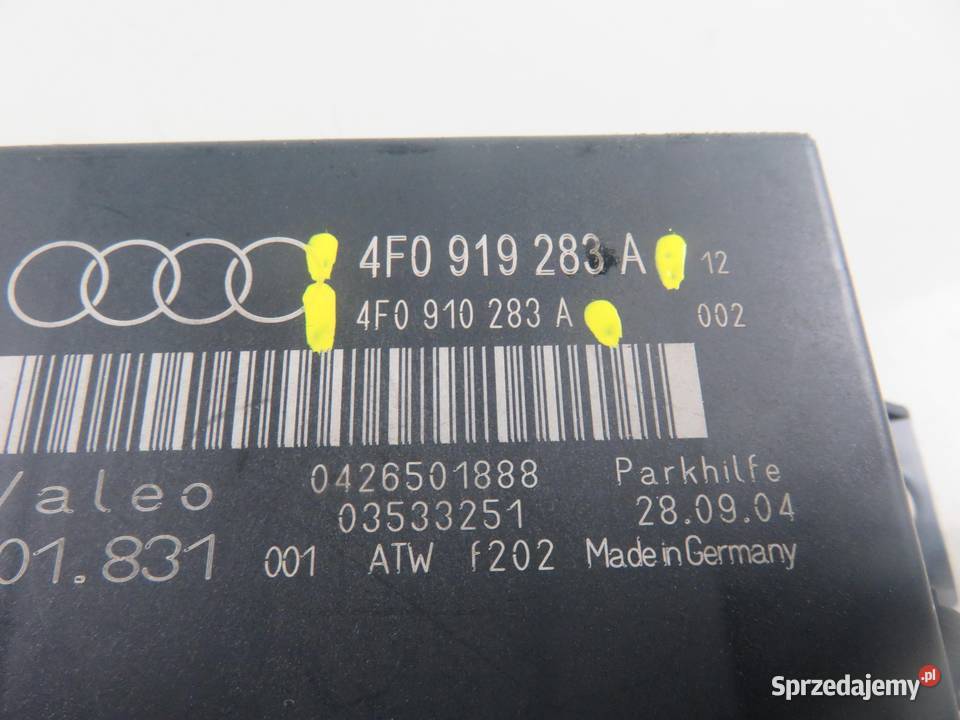 4F0 919 283 A 12
4F0 910 283 A 002
Valeo 0426501888 Parkhilfe
03533251 28.09.04
01.831 001 ATW f202 Made in Germany
Sprzedajemy.pl